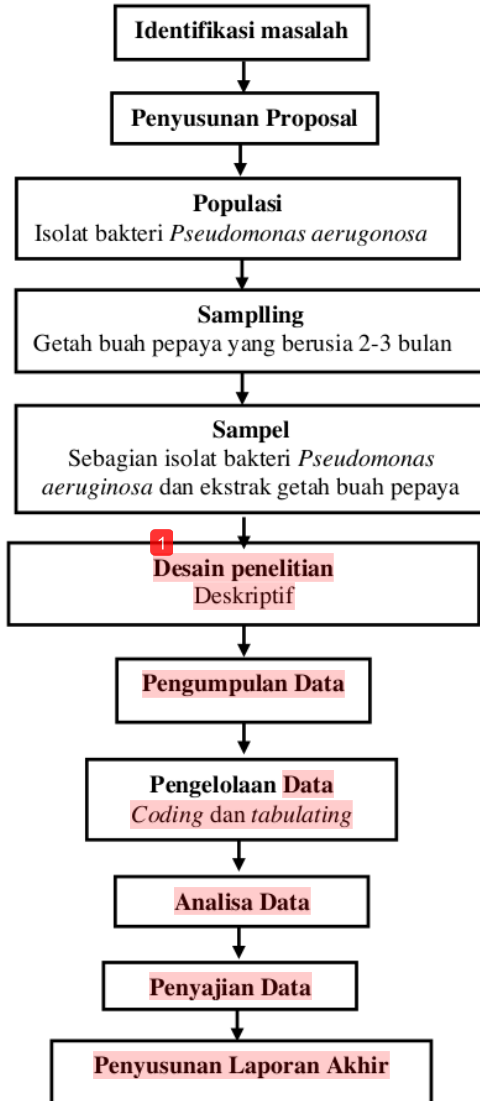 Identifikasi masalah
Penyusunan Proposal
Populasi
Isolat bakteri Pseudomonas aerugonosa
Samplling
Getah buah pepaya yang berusia 2-3 bulan
Sampel
Sebagian isolat bakteri Pseudomonas
aeruginosa dan ekstrak getah buah pepaya
1
Desain penelitian
Deskriptif
Pengumpulan Data
Pengelolaan Data
Coding dan tabulating
Analisa Data
Penyajian Data
Penyusunan Laporan Akhir